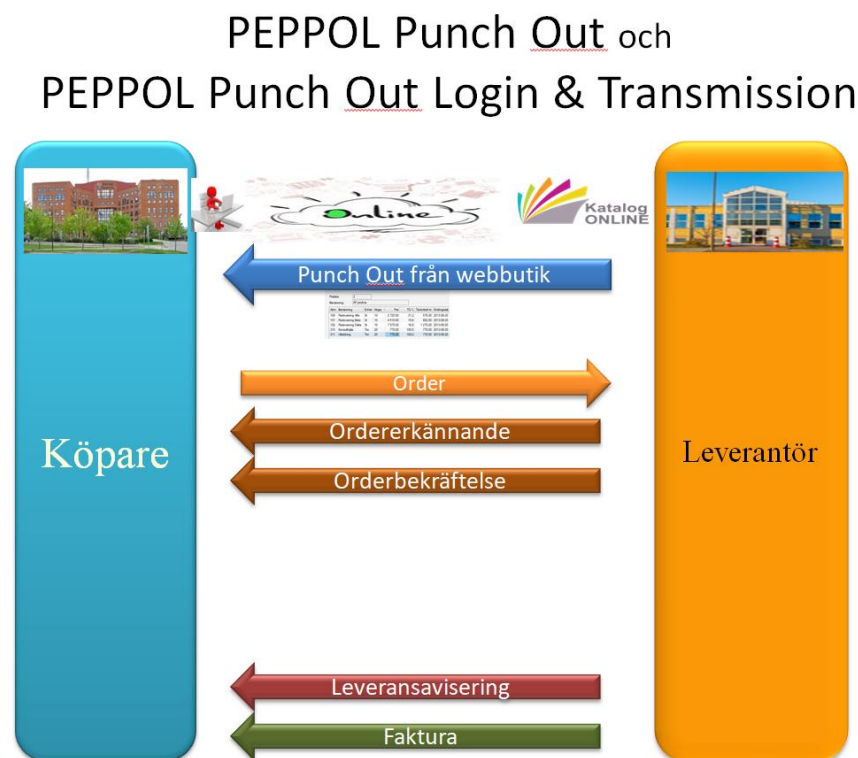 PEPPOL Punch Out och
PEPPOL Punch Out Login & Transmission
Online
Katalog
ONLINE
Punch Out från webbutik
Order
Ordererkännande
Köpare
Leverantör
Orderbekräftelse
Leveransavisering
Faktura